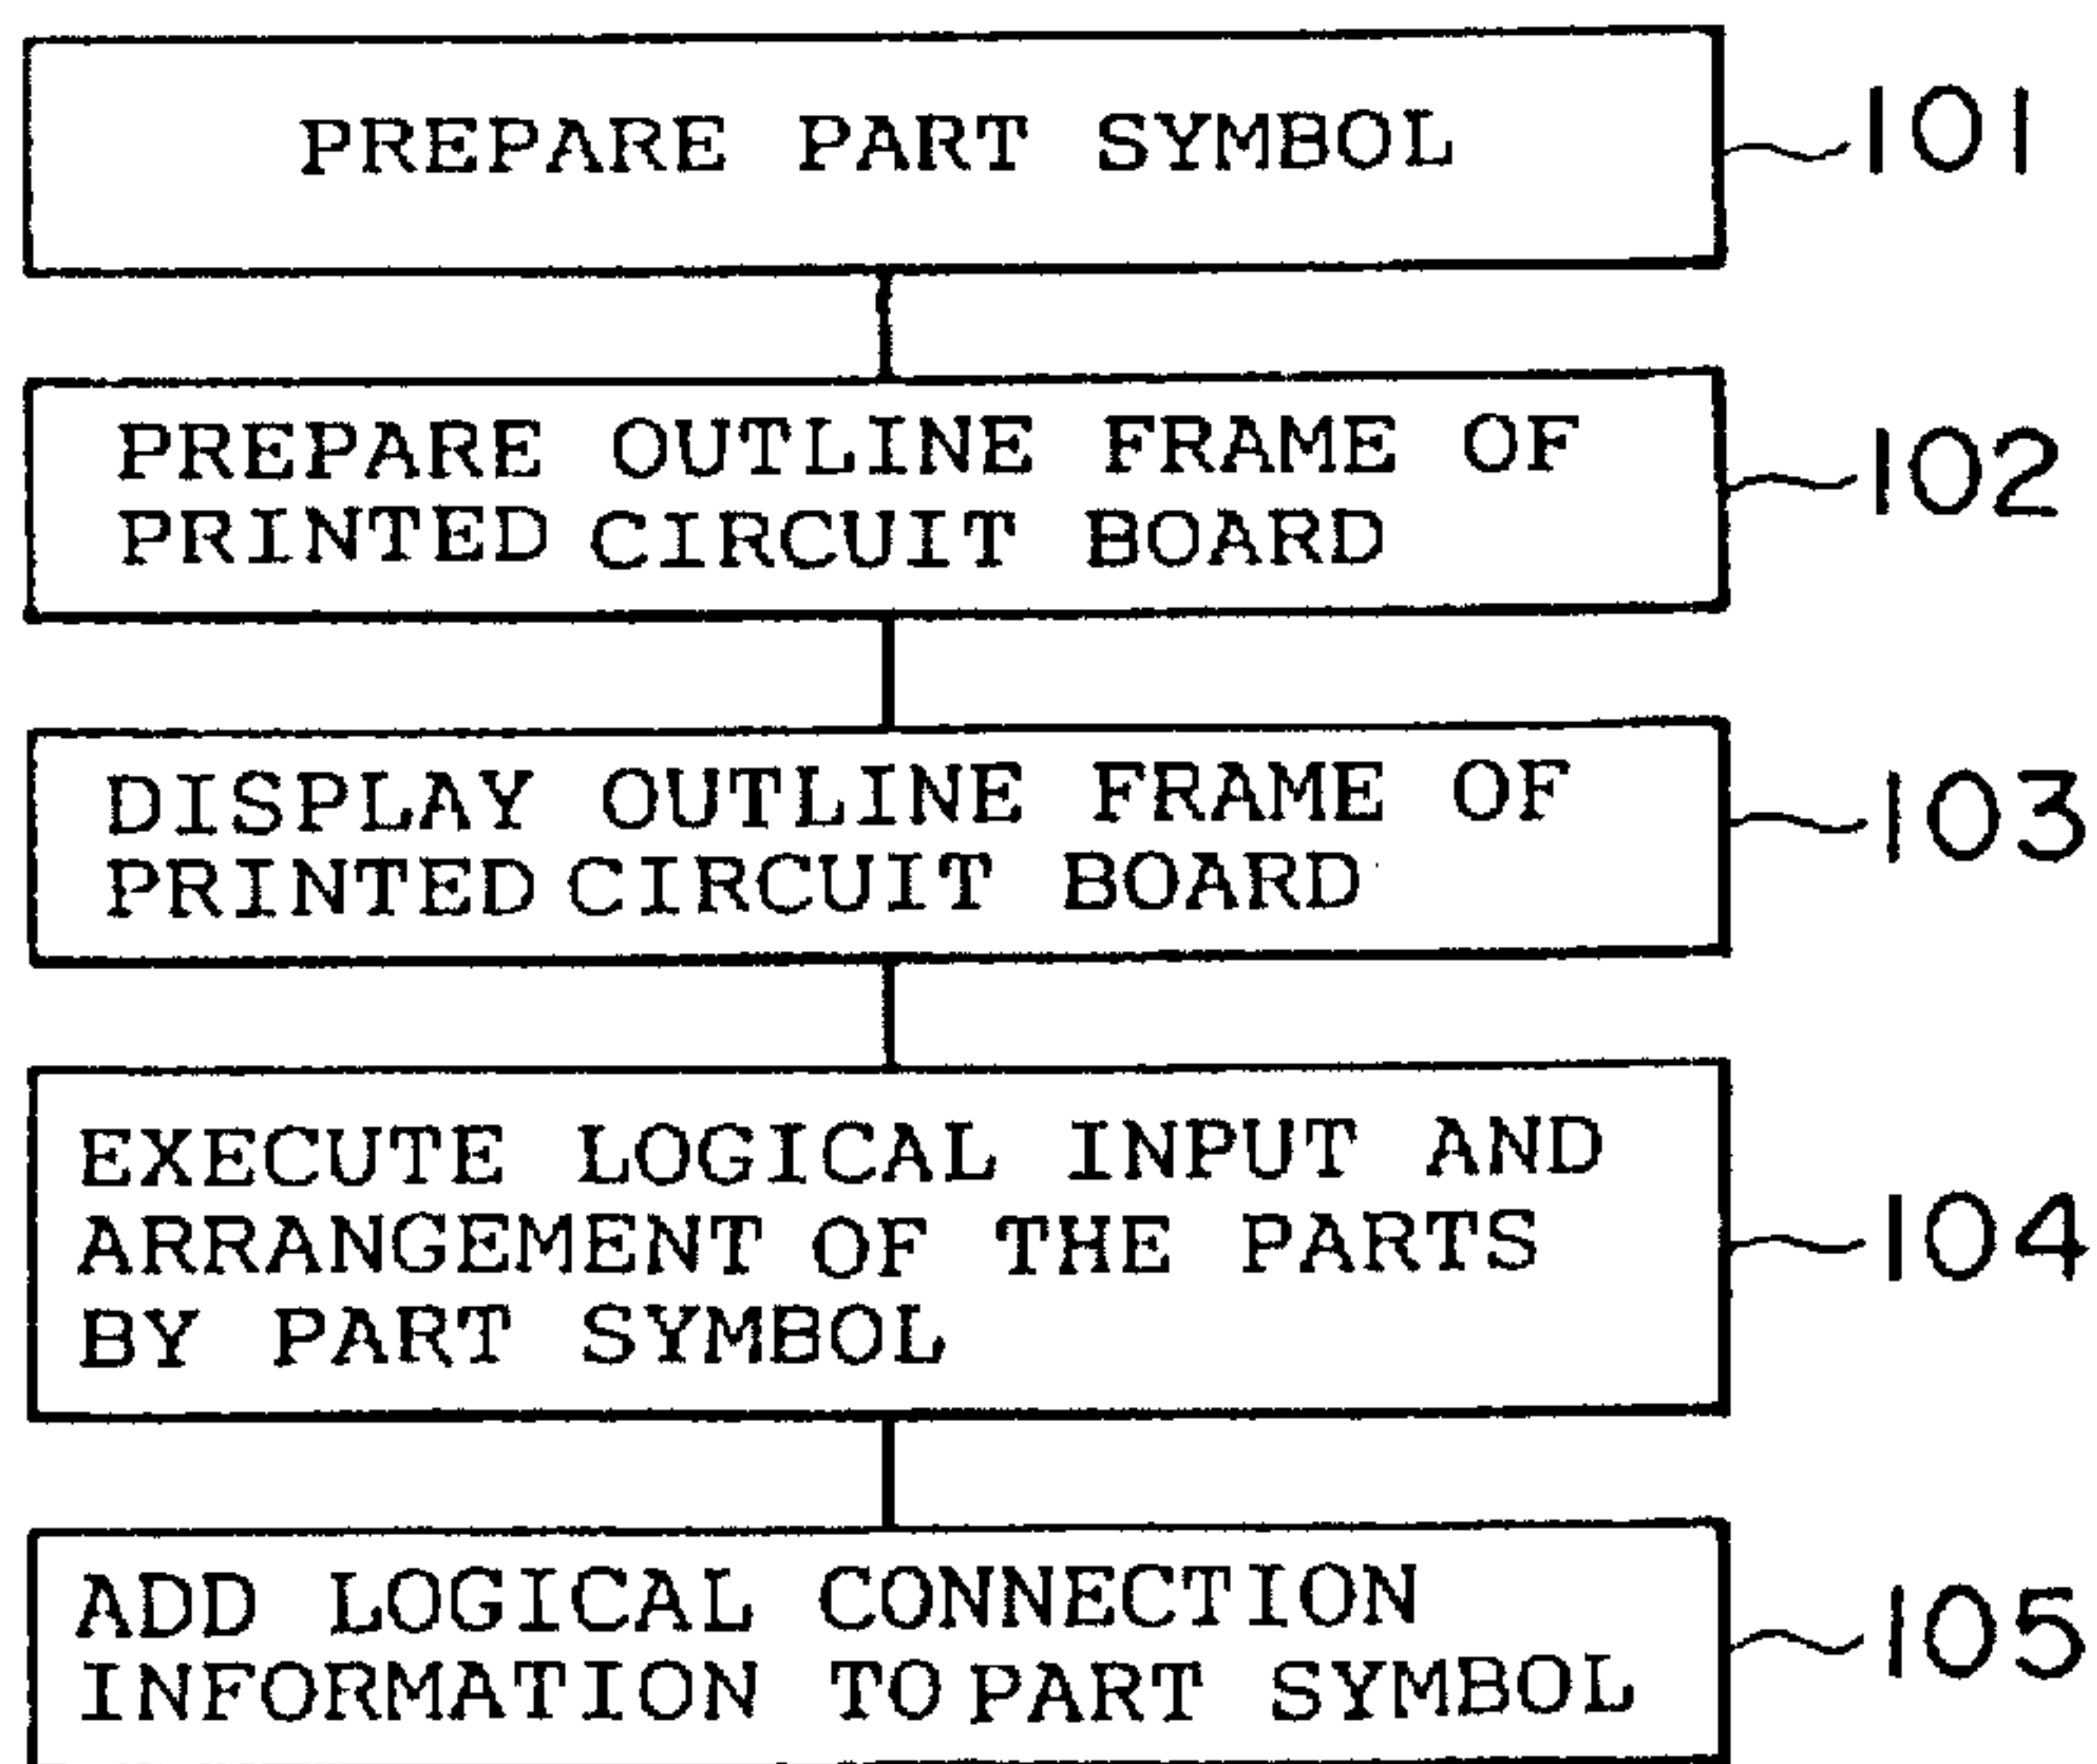 PREPARE PART SYMBOL
101
PREPARE OUTLINE FRAME OF
PRINTED CIRCUIT BOARD
102
DISPLAY OUTLINE FRAME OF
PRINTED CIRCUIT BOARD
103
EXECUTE LOGICAL INPUT AND
ARRANGEMENT OF THE PARTS
BY PART SYMBOL
104
ADD LOGICAL CONNECTION
INFORMATION TO PART SYMBOL
105